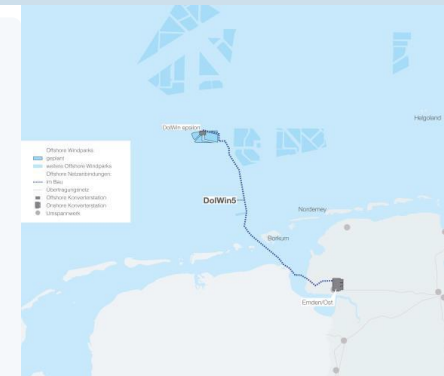 DolWin epsilon
Helgoland
Offshore Windparks
geplant
weitere Offshore Windparks
Offshore Netzanbindungen
im Bau
Übertragungsnetz
Offshore Konverterstation
Onshore Konverterstation
Umspannwerk
DolWin5
Norderney
Borkum
Emden/Ost